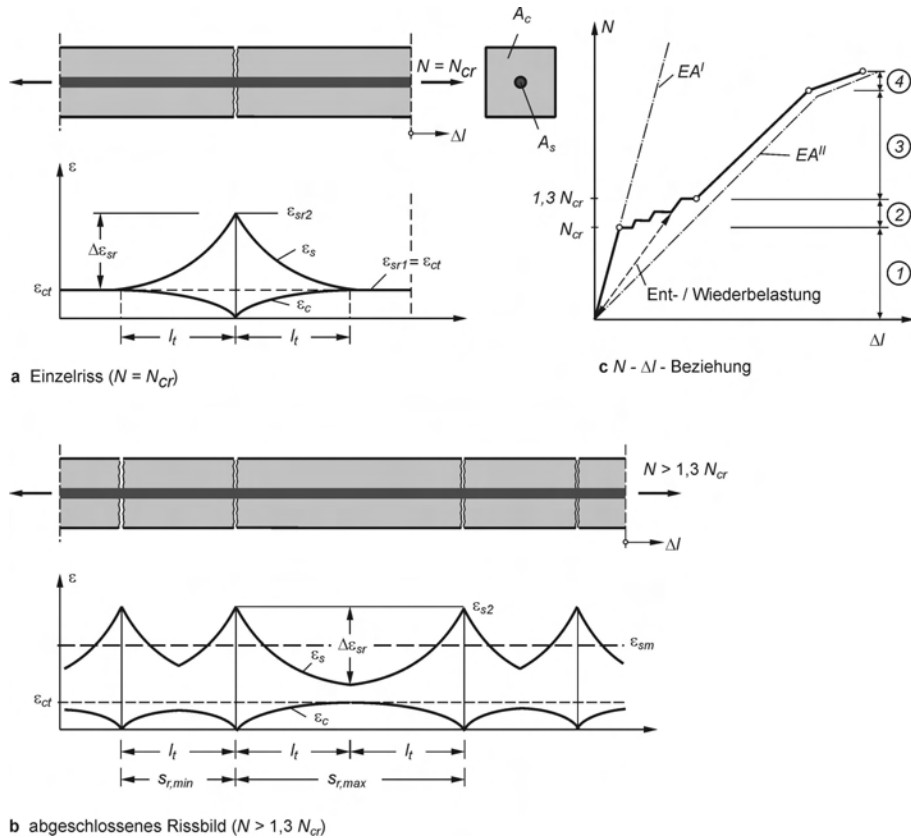 N = N_cr
A_c
A_s
Δl
ε
ε_sr2
Δε_sr
ε_s
ε_sr1 = ε_ct
ε_ct
ε_c
l_t
l_t
a Einzelriss (N = N_cr)
N
EA^I
4
3
EA^II
1,3 N_cr
2
N_cr
1
Ent- / Wiederbelastung
Δl
c N - Δl - Beziehung
N > 1,3 N_cr
Δl
ε
ε_s2
Δε_sr
ε_sm
ε_s
ε_ct
ε_c
l_t
l_t
l_t
s_r,min
s_r,max
b abgeschlossenes Rissbild (N > 1,3 N_cr)